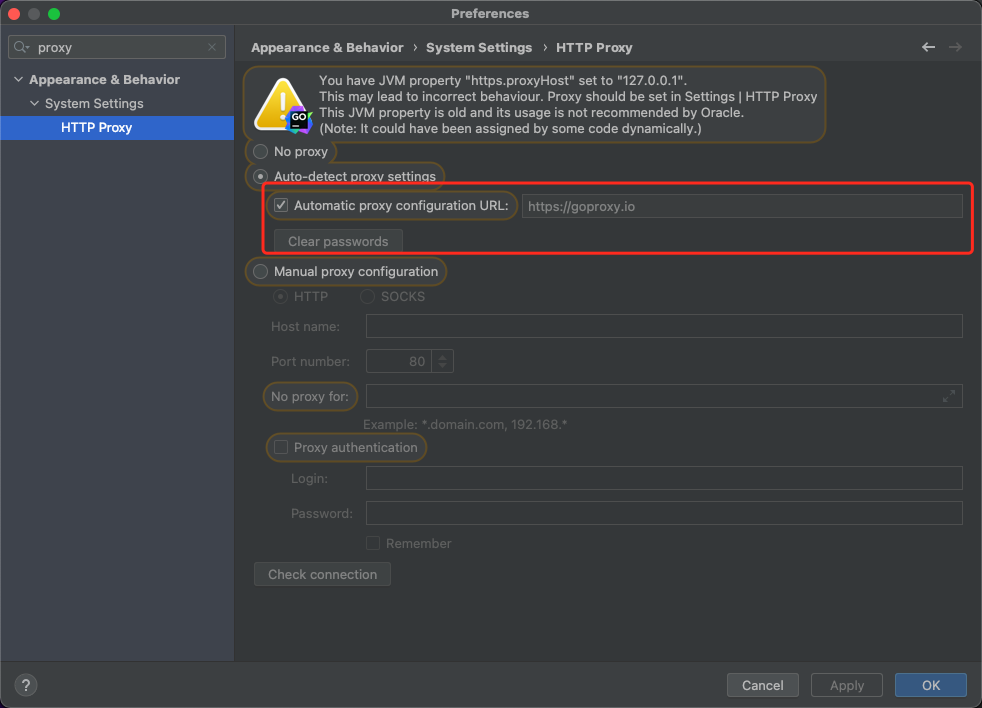 Preferences
proxy
Appearance & Behavior
System Settings
HTTP Proxy
Appearance & Behavior › System Settings › HTTP Proxy
You have JVM property "https.proxyHost" set to "127.0.0.1".
This may lead to incorrect behaviour. Proxy should be set in Settings | HTTP Proxy
This JVM property is old and its usage is not recommended by Oracle.
(Note: It could have been assigned by some code dynamically.)
GO
No proxy
Auto-detect proxy settings
Automatic proxy configuration URL: https://goproxy.io
Clear passwords
Manual proxy configuration
HTTP SOCKS
Host name:
Port number: 80
No proxy for:
Example: *.domain.com, 192.168.*
Proxy authentication
Login:
Password:
Remember
Check connection
? Cancel Apply OK